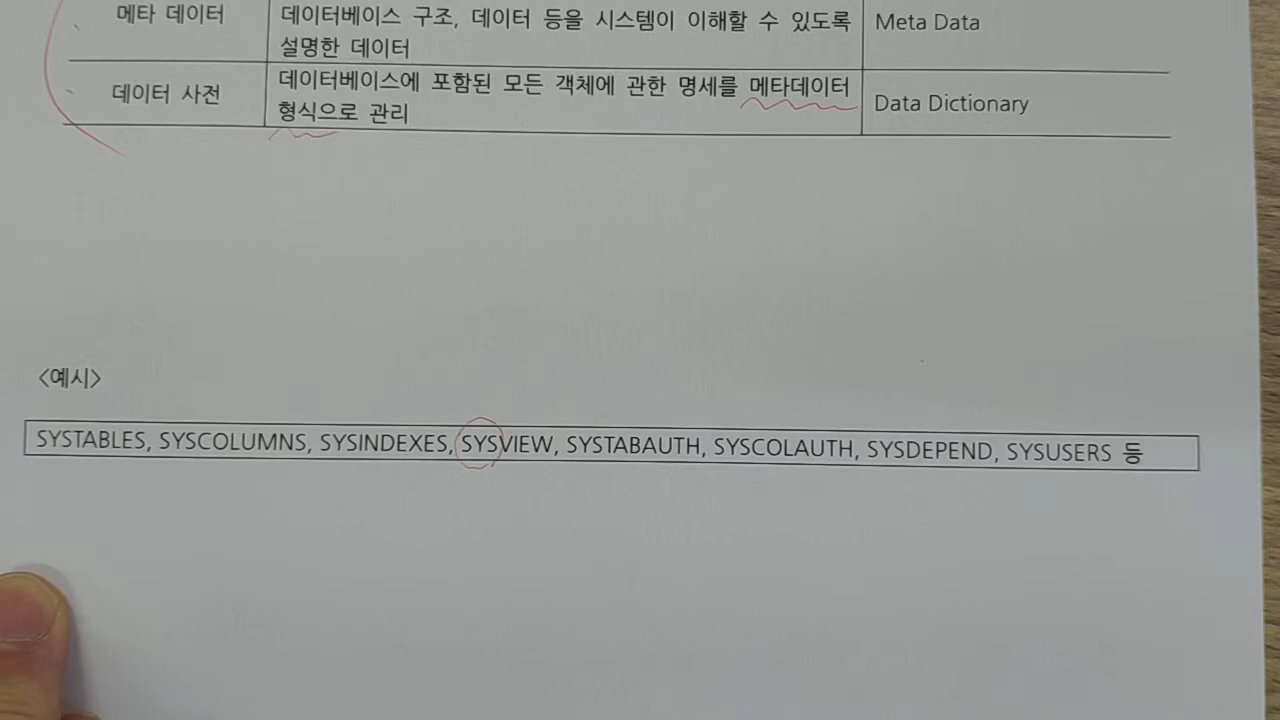 메타 데이터
데이터베이스 구조, 데이터 등을 시스템이 이해할 수 있도록
설명한 데이터
Meta Data
데이터 사전
데이터베이스에 포함된 모든 객체에 관한 명세를 메타데이터
형식으로 관리
Data Dictionary
<예시>
SYSTABLES, SYSCOLUMNS, SYSINDEXES, SYSVIEW, SYSTABAUTH, SYSCOLAUTH, SYSDEPEND, SYSUSERS 등